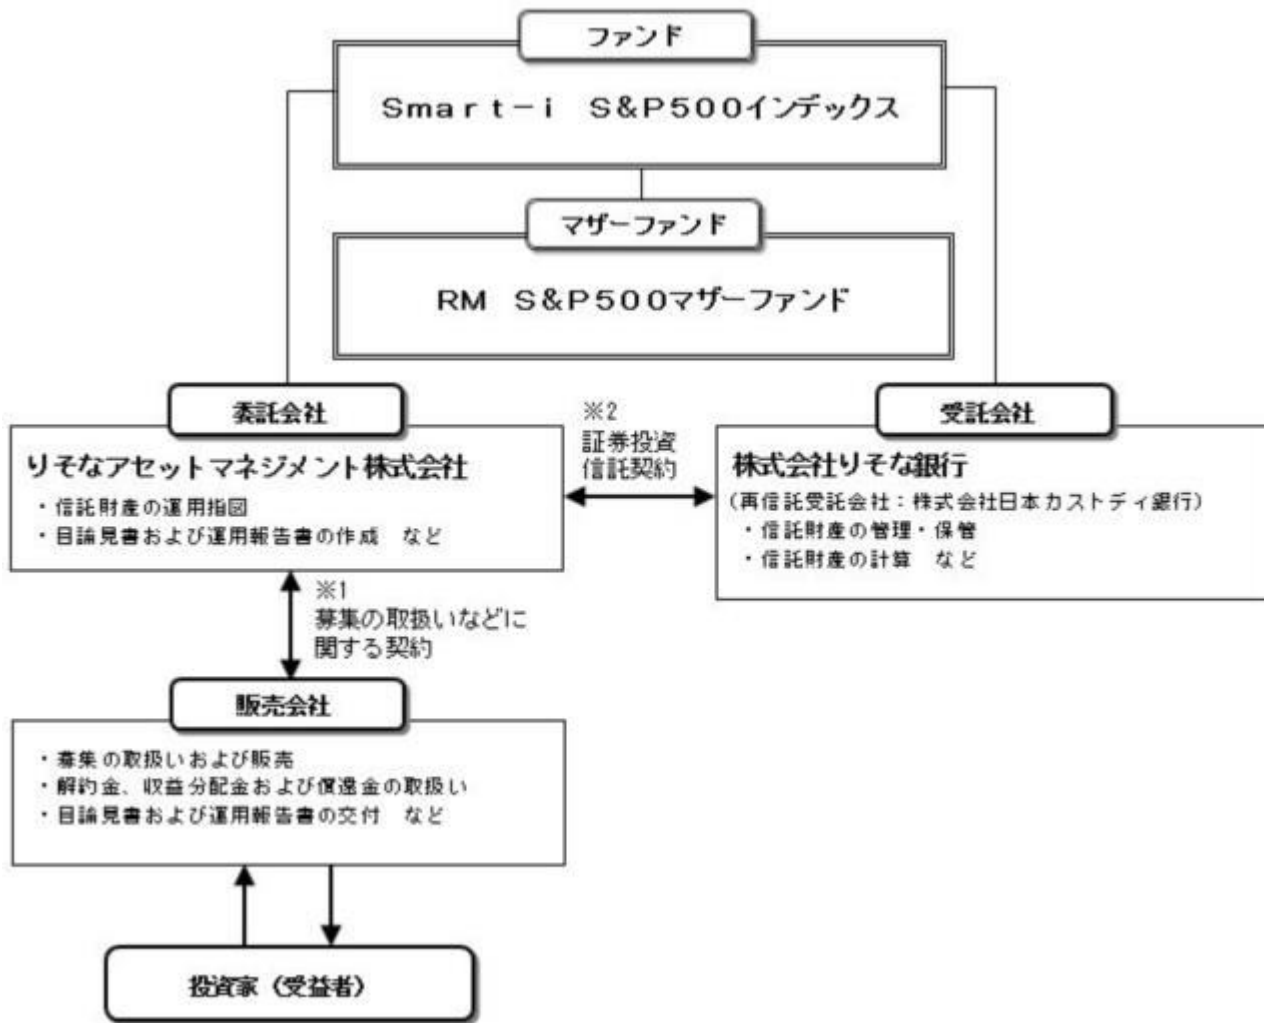 ファンド
Smart-i S&P500インデックス
マザーファンド
RM S&P500マザーファンド
委託会社
りそなアセットマネジメント株式会社
・信託財産の運用指図
・目論見書および運用報告書の作成 など
※2
証券投資
信託契約
受託会社
株式会社りそな銀行
(再信託受託会社：株式会社日本カストディ銀行)
・信託財産の管理・保管
・信託財産の計算 など
※1
募集の取扱いなどに
関する契約
販売会社
・募集の取扱いおよび販売
・解約金、収益分配金および償還金の取扱い
・目論見書および運用報告書の交付 など
投資家（受益者）